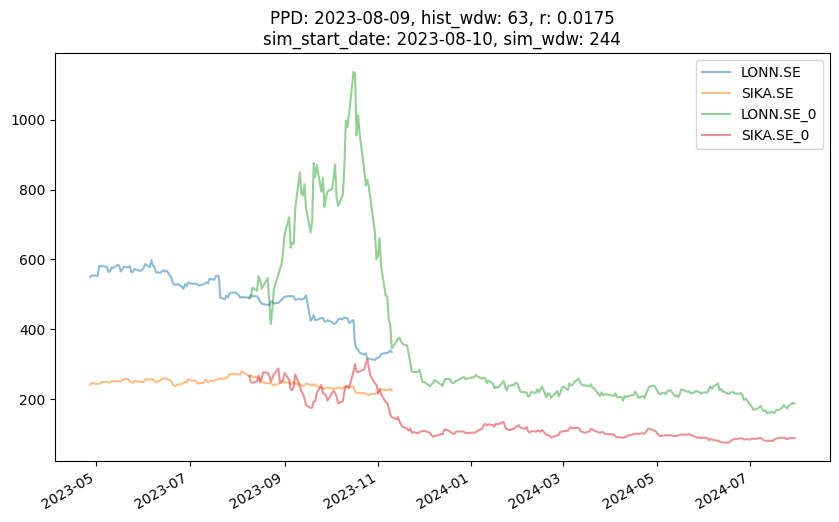 PPD: 2023-08-09, hist_wdw: 63, r: 0.0175
sim_start_date: 2023-08-10, sim_wdw: 244
LONN.SE
SIKA.SE
LONN.SE_0
SIKA.SE_0
1000
800
600
400
200
2023-05
2023-07
2023-09
2023-11
2024-01
2024-03
2024-05
2024-07